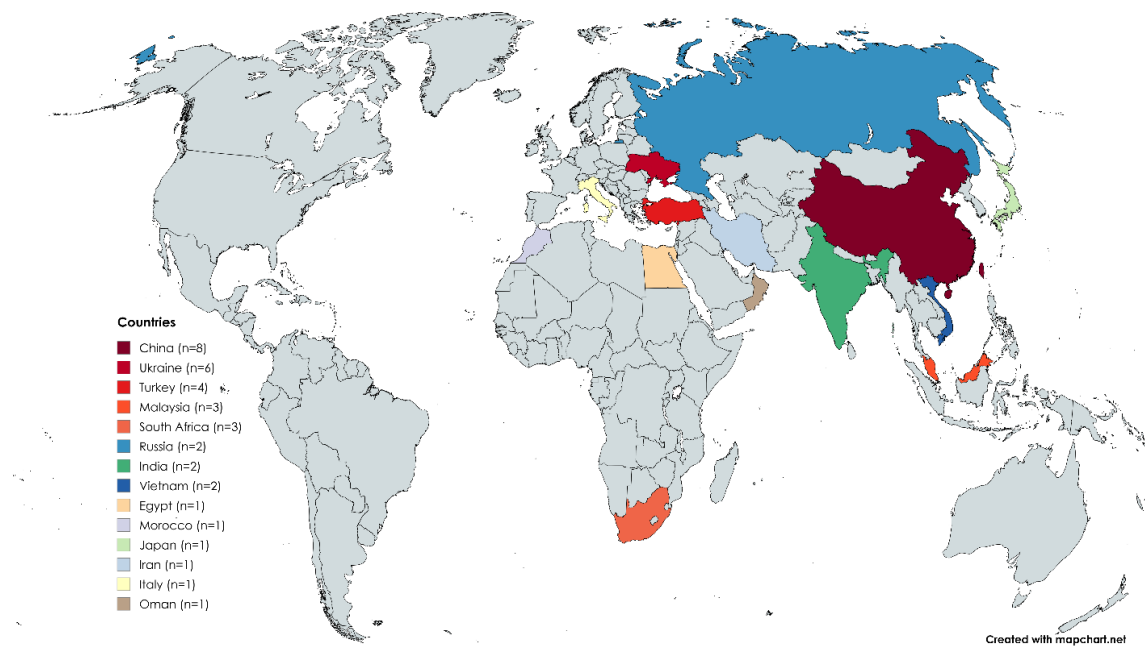 Countries
China (n=8)
Ukraine (n=6)
Turkey (n=4)
Malaysia (n=3)
South Africa (n=3)
Russia (n=2)
India (n=2)
Vietnam (n=2)
Egypt (n=1)
Morocco (n=1)
Japan (n=1)
Iran (n=1)
Italy (n=1)
Oman (n=1)
Created with mapchart.net